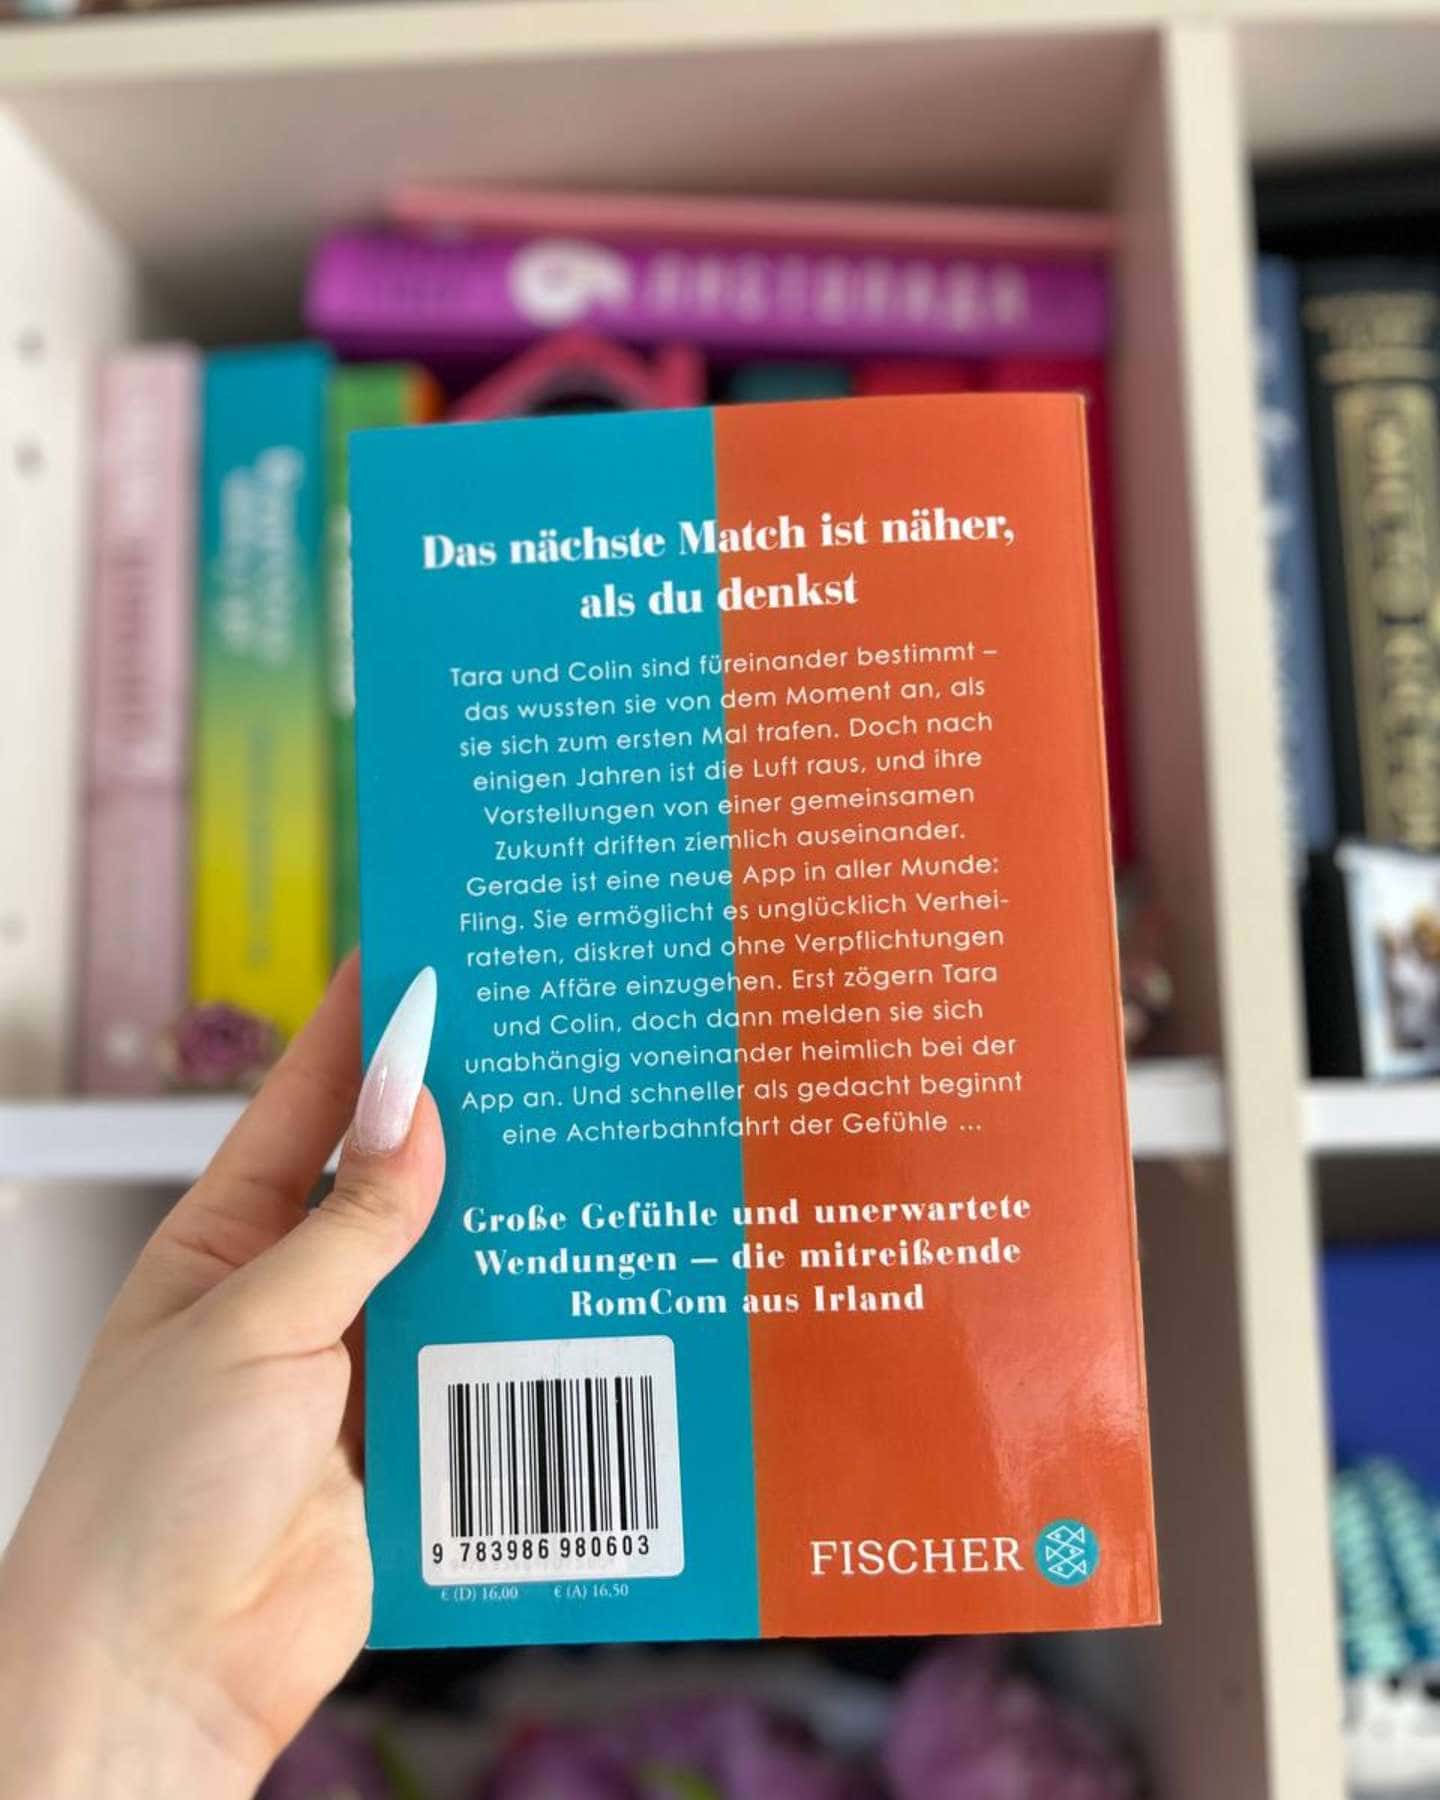 Das nächste Match ist näher,
als du denkst
Tara und Colin sind füreinander bestimmt –
das wussten sie von dem Moment an, als
sie sich zum ersten Mal trafen. Doch nach
einigen Jahren ist die Luft raus, und ihre
Vorstellungen von einer gemeinsamen
Zukunft driften ziemlich auseinander.
Gerade ist eine neue App in aller Munde:
Fling. Sie ermöglicht es unglücklich Verhei-
rateten, diskret und ohne Verpflichtungen
eine Affäre einzugehen. Erst zögern Tara
und Colin, doch dann melden sie sich
unabhängig voneinander heimlich bei der
App an. Und schneller als gedacht beginnt
eine Achterbahnfahrt der Gefühle ...
Große Gefühle und unerwartete
Wendungen – die mitreißende
RomCom aus Irland
9 783986 980603
€ (D) 16,00 € (A) 16,50
FISCHER